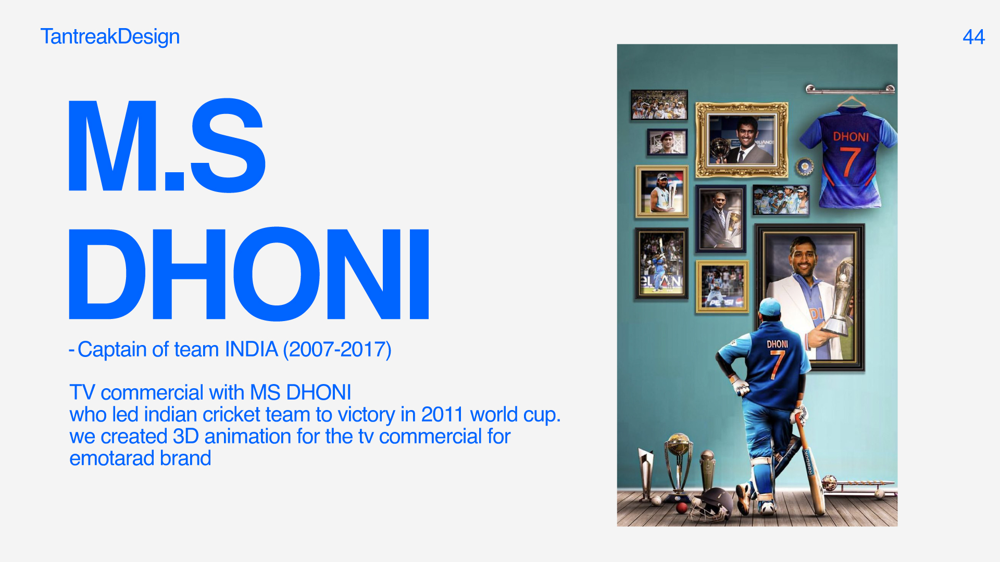 TantreakDesign
44
M.S
DHONI
- Captain of team INDIA (2007-2017)
TV commercial with MS DHONI
who led indian cricket team to victory in 2011 world cup.
we created 3D animation for the tv commercial for
emotarad brand
DHONI
7
PEPSI
DHONI
7
Reebok